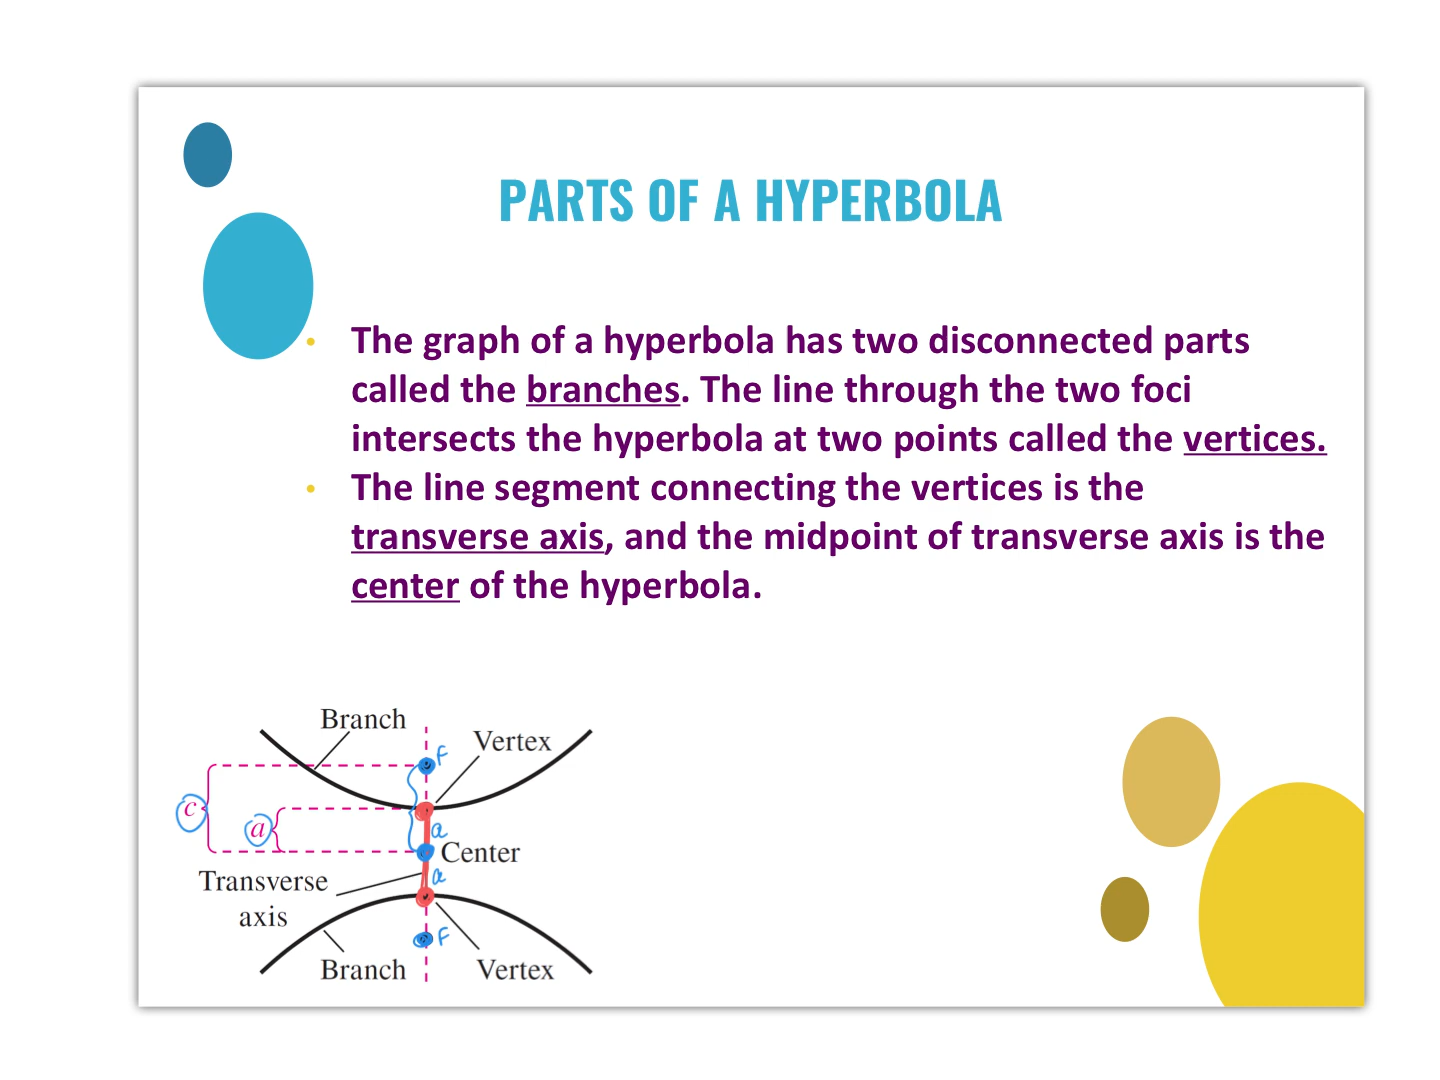 PARTS OF A HYPERBOLA
• The graph of a hyperbola has two disconnected parts
called the branches. The line through the two foci
intersects the hyperbola at two points called the vertices.
• The line segment connecting the vertices is the
transverse axis, and the midpoint of transverse axis is the
center of the hyperbola.
Branch
Vertex
F
c
a
a
Center
Transverse
axis
a
F
Branch
Vertex